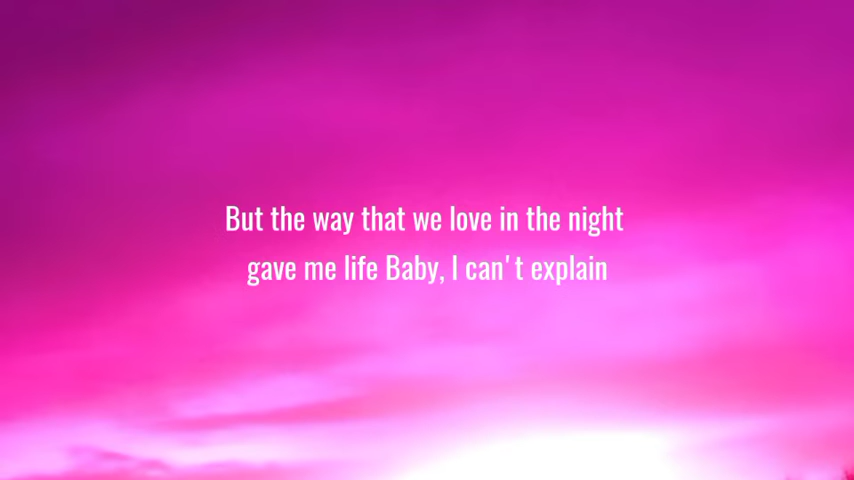 But the way that we love in the night
gave me life Baby, I can't explain